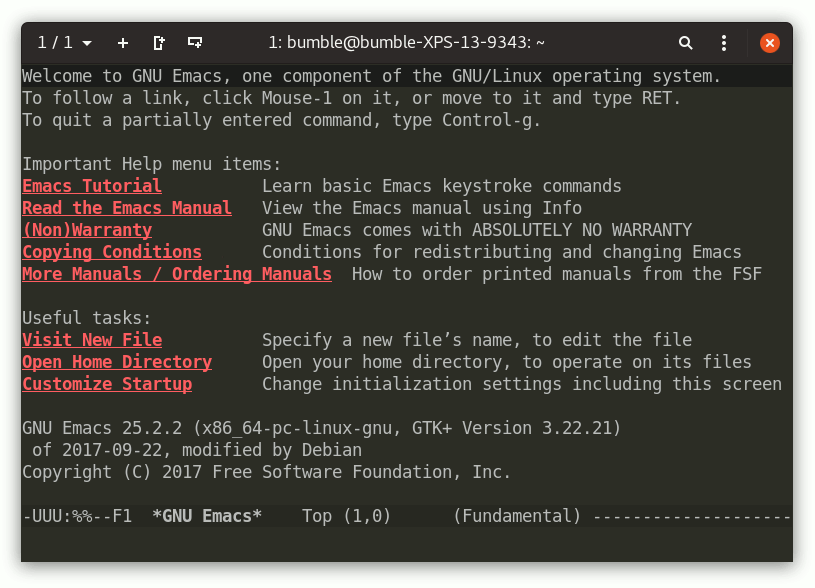 1 / 1 1: bumble@bumble-XPS-13-9343: ~
Welcome to GNU Emacs, one component of the GNU/Linux operating system.
To follow a link, click Mouse-1 on it, or move to it and type RET.
To quit a partially entered command, type Control-g.
Important Help menu items:
Emacs Tutorial Learn basic Emacs keystroke commands
Read the Emacs Manual View the Emacs manual using Info
(Non)Warranty GNU Emacs comes with ABSOLUTELY NO WARRANTY
Copying Conditions Conditions for redistributing and changing Emacs
More Manuals / Ordering Manuals How to order printed manuals from the FSF
Useful tasks:
Visit New File Specify a new file’s name, to edit the file
Open Home Directory Open your home directory, to operate on its files
Customize Startup Change initialization settings including this screen
GNU Emacs 25.2.2 (x86_64-pc-linux-gnu, GTK+ Version 3.22.21)
of 2017-09-22, modified by Debian
Copyright (C) 2017 Free Software Foundation, Inc.
-UUU:%%--F1 *GNU Emacs* Top (1,0) (Fundamental) --------------------